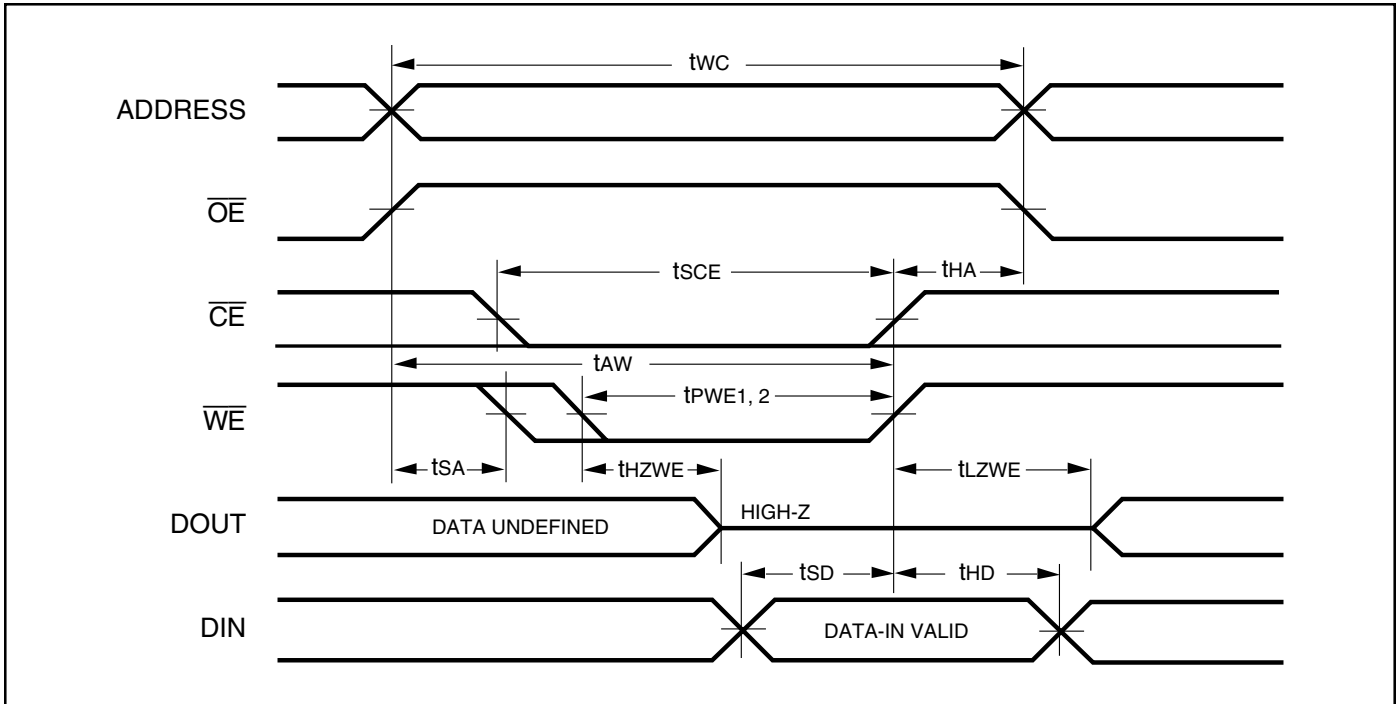 tWC
ADDRESS
OE
tSCE
tHA
CE
tAW
tPWE1, 2
WE
tSA
tHZWE
tLZWE
DOUT
DATA UNDEFINED
HIGH-Z
tSD
tHD
DIN
DATA-IN VALID